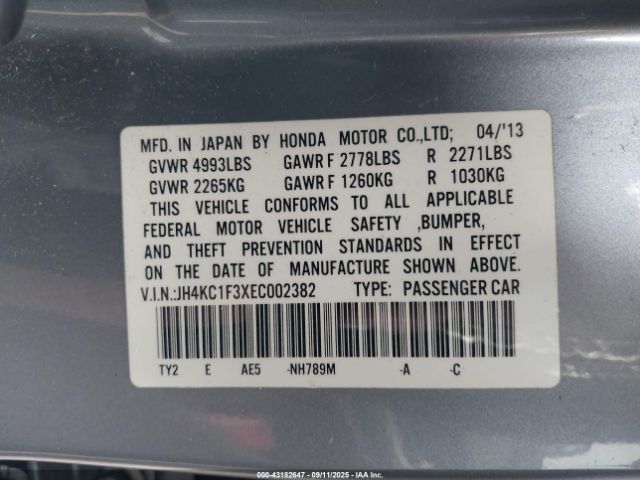 MFD. IN JAPAN BY HONDA MOTOR CO.,LTD; 04/'13
GVWR 4993LBS GAWR F 2778LBS R 2271LBS
GVWR 2265KG GAWR F 1260KG R 1030KG
THIS VEHICLE CONFORMS TO ALL APPLICABLE
FEDERAL MOTOR VEHICLE SAFETY ,BUMPER,
AND THEFT PREVENTION STANDARDS IN EFFECT
ON THE DATE OF MANUFACTURE SHOWN ABOVE.
V.I.N.:JH4KC1F3XEC002382 TYPE: PASSENGER CAR
TY2 E AE5 -NH789M -A -C
000-43182647 - 09/11/2025 - IAAI.COM